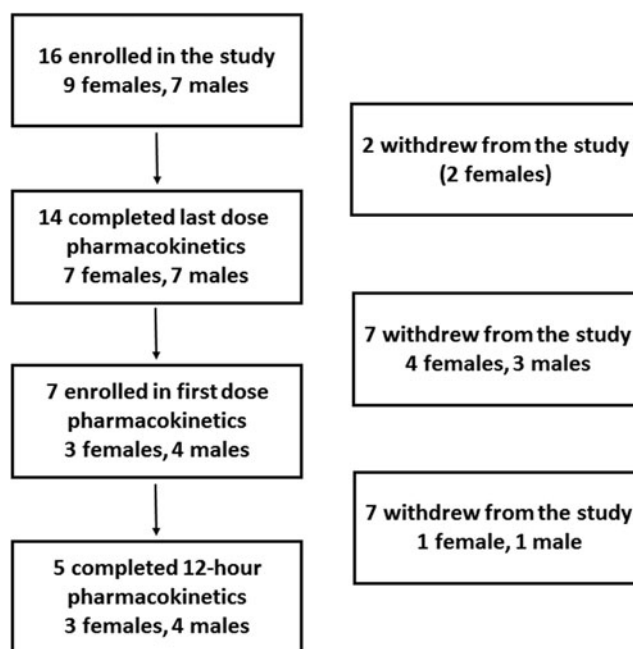 16 enrolled in the study
9 females, 7 males
2 withdrew from the study
(2 females)
14 completed last dose
pharmacokinetics
7 females, 7 males
7 withdrew from the study
4 females, 3 males
7 enrolled in first dose
pharmacokinetics
3 females, 4 males
7 withdrew from the study
1 female, 1 male
5 completed 12-hour
pharmacokinetics
3 females, 4 males